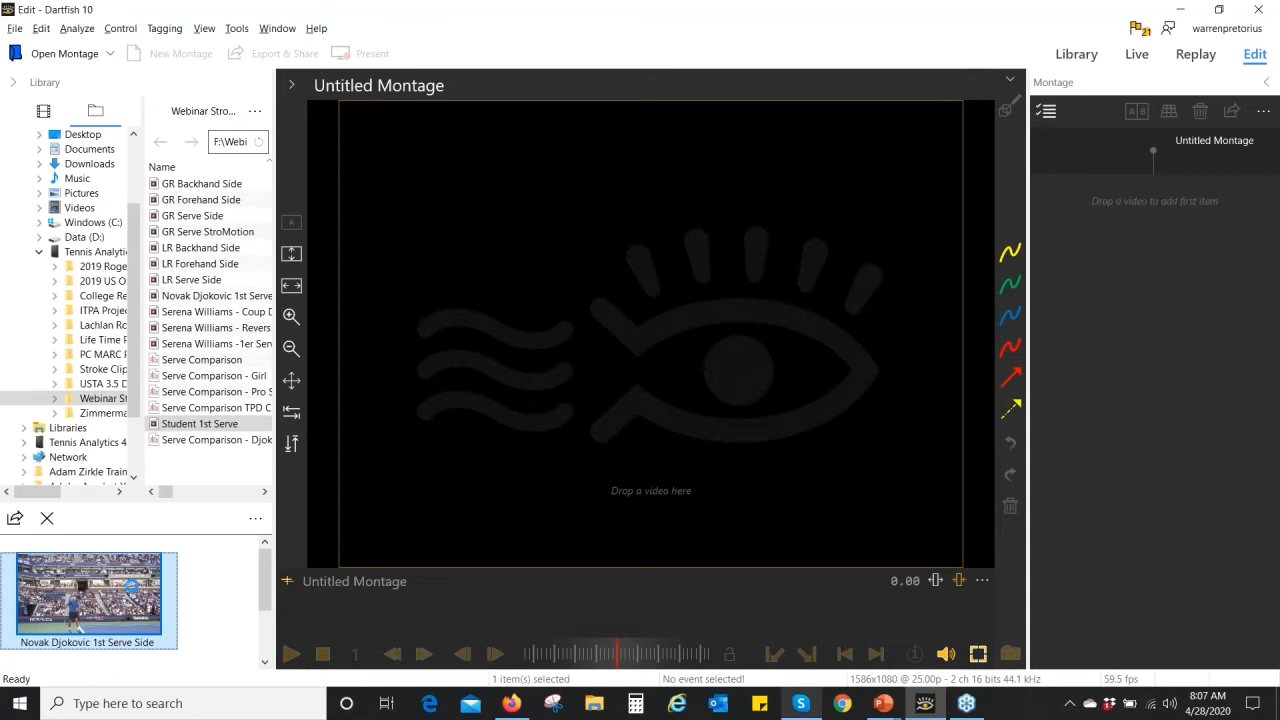 Edit - Dartfish 10
File Edit Analyze Control Tagging View Tools Window Help
21 warrenpretorius
Open Montage New Montage Export & Share Present
Library Live Replay Edit
Library
Webinar Stro... ...
F:\Webi
Desktop
Documents
Downloads
Music
Pictures
Videos
Windows (C:)
Data (D:)
Tennis Analytic
2019 Roge
2019 US O
College Re
ITPA Projec
Lachlan Ro
Life Time F
PC MARC F
Stroke Clip
USTA 3.5 D
Webinar St
Zimmerma
Libraries
Tennis Analytics 4
Network
Adam Zirkle Train
Name
GR Backhand Side
GR Forehand Side
GR Serve Side
GR Serve StroMotion
LR Backhand Side
LR Forehand Side
LR Serve Side
Novak Djokovic 1st Serve
Serena Williams - Coup D
Serena Williams - Revers
Serena Williams -1er Ser
Serve Comparison
Serve Comparison - Girl
Serve Comparison - Pro S
Serve Comparison TPD C
Student 1st Serve
Serve Comparison - Djok
Novak Djokovic 1st Serve Side
Untitled Montage
A
Drop a video here
Untitled Montage 0.00 ...
1
Montage
A B ...
Untitled Montage
Drop a video to add first item
Ready 1 item(s) selected No event selected! 1586x1080 @ 25.00p - 2 ch 16 bits 44.1 kHz 59.5 fps
Type here to search
8:07 AM
4/28/2020